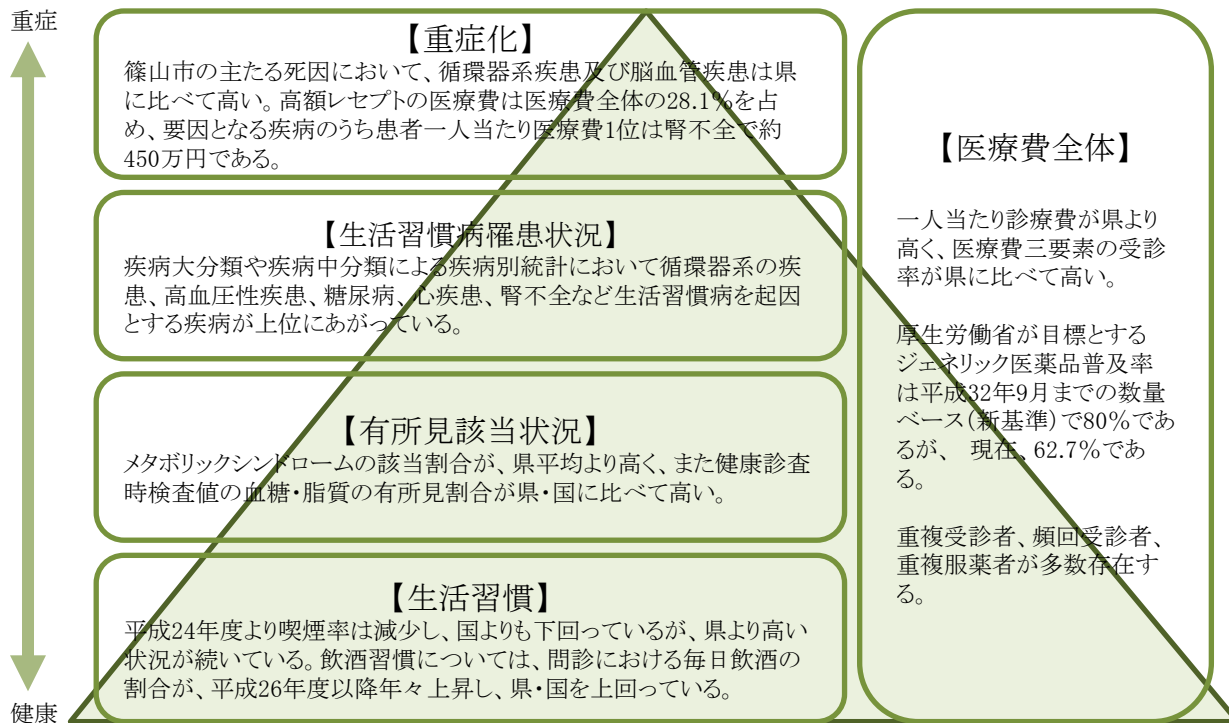 重症
【重症化】
篠山市の主たる死因において、循環器系疾患及び脳血管疾患は県
に比べて高い。高額レセプトの医療費は医療費全体の28.1％を占
め、要因となる疾病のうち患者一人当たり医療費1位は腎不全で約
450万円である。
【生活習慣病罹患状況】
疾病大分類や疾病中分類による疾病別統計において循環器系の疾
患、高血圧性疾患、糖尿病、心疾患、腎不全など生活習慣病を起因
とする疾病が上位にあがっている。
【有所見該当状況】
メタボリックシンドロームの該当割合が、県平均より高く、また健康診査
時検査値の血糖・脂質の有所見割合が県・国に比べて高い。
【生活習慣】
平成24年度より喫煙率は減少し、国よりも下回っているが、県より高い
状況が続いている。飲酒習慣については、問診における毎日飲酒の
割合が、平成26年度以降年々上昇し、県・国を上回っている。
健康
【医療費全体】
一人当たり診療費が県より
高く、医療費三要素の受診
率が県に比べて高い。
厚生労働省が目標とする
ジェネリック医薬品普及率
は平成32年9月までの数量
ベース（新基準）で80％であ
るが、　現在、62.7％であ
る。
重複受診者、頻回受診者、
重複服薬者が多数存在す
る。